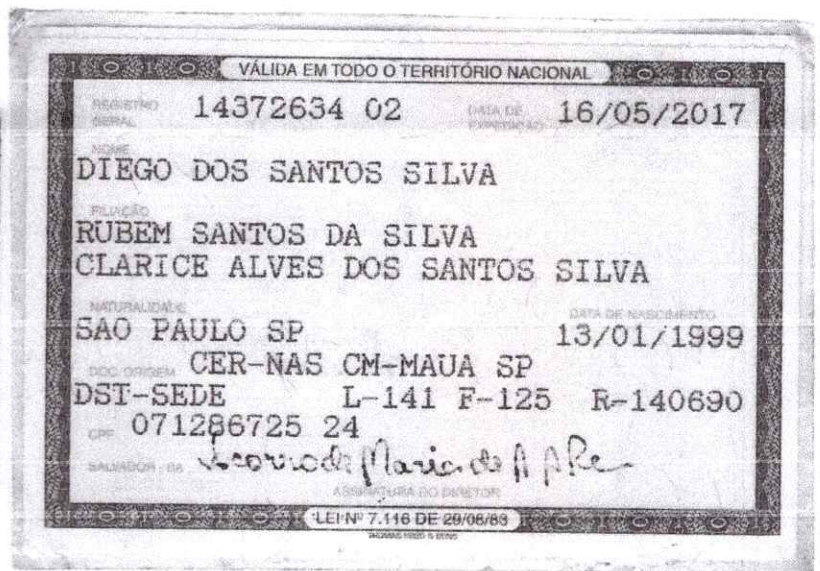 VÁLIDA EM TODO O TERRITÓRIO NACIONAL
REGISTRO GERAL 14372634 02 DATA DE EXPEDIÇÃO 16/05/2017
NOME
DIEGO DOS SANTOS SILVA
FILIAÇÃO
RUBEM SANTOS DA SILVA
CLARICE ALVES DOS SANTOS SILVA
NATURALIDADE DATA DE NASCIMENTO
SAO PAULO SP 13/01/1999
DOC ORIGEM CER-NAS CM-MAUA SP
DST-SEDE L-141 F-125 R-140690
CPF 071286725 24
SALVADOR - BA
ASSINATURA DO DIRETOR
LEI Nº 7.116 DE 29/08/83